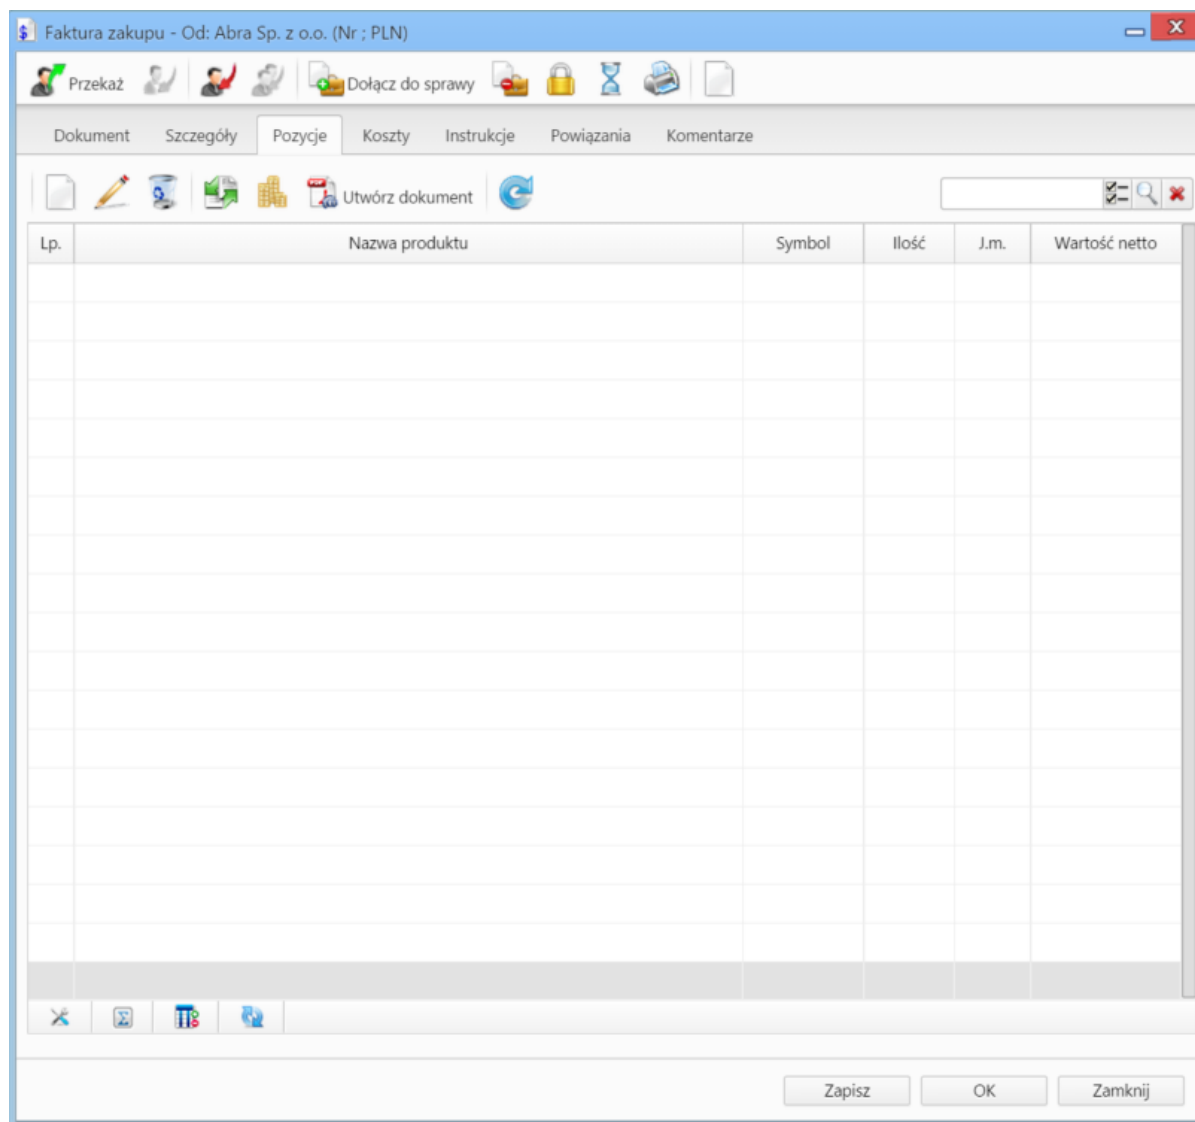 Faktura zakupu - Od: Abra Sp. z o.o. (Nr ; PLN)
Przekaż Dołącz do sprawy
Dokument Szczegóły Pozycje Koszty Instrukcje Powiązania Komentarze
Utwórz dokument
Lp. Nazwa produktu Symbol Ilość J.m. Wartość netto
Zapisz OK Zamknij